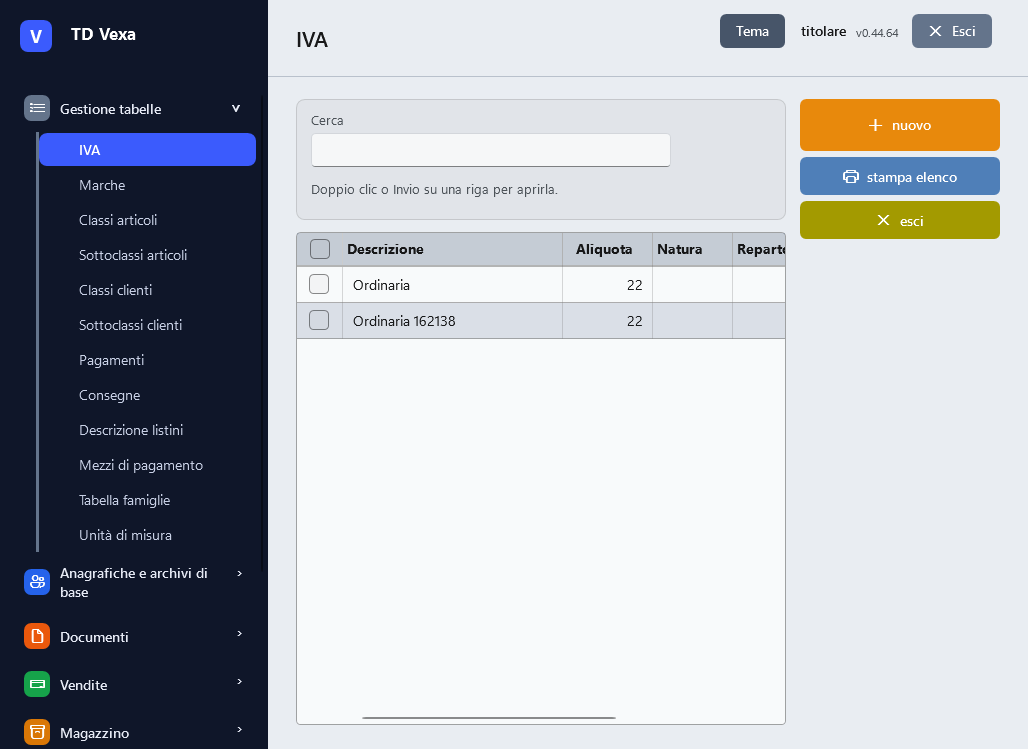 V TD Vexa
Gestione tabelle
IVA
Marche
Classi articoli
Sottoclassi articoli
Classi clienti
Sottoclassi clienti
Pagamenti
Consegne
Descrizione listini
Mezzi di pagamento
Tabella famiglie
Unità di misura
Anagrafiche e archivi di
base
Documenti
Vendite
Magazzino
IVA
Tema titolare v0.44.64 Esci
Cerca
Doppio clic o Invio su una riga per aprirla.
nuovo
stampa elenco
esci
Descrizione Aliquota Natura
Ordinaria 22
Ordinaria 162138 22